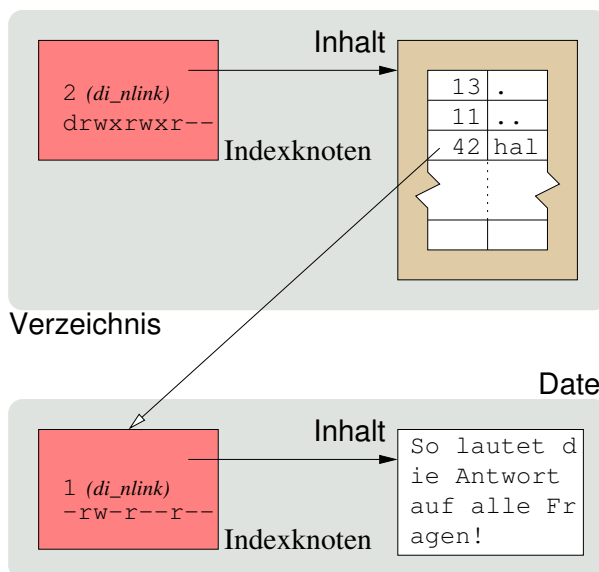 Inhalt
2 (di_nlink)
drwxrwxr--
Indexknoten
13 .
11 ..
42 hal
Verzeichnis
Date
Inhalt
1 (di_nlink)
-rw-r--r--
Indexknoten
So lautet d
ie Antwort
auf alle Fr
agen!